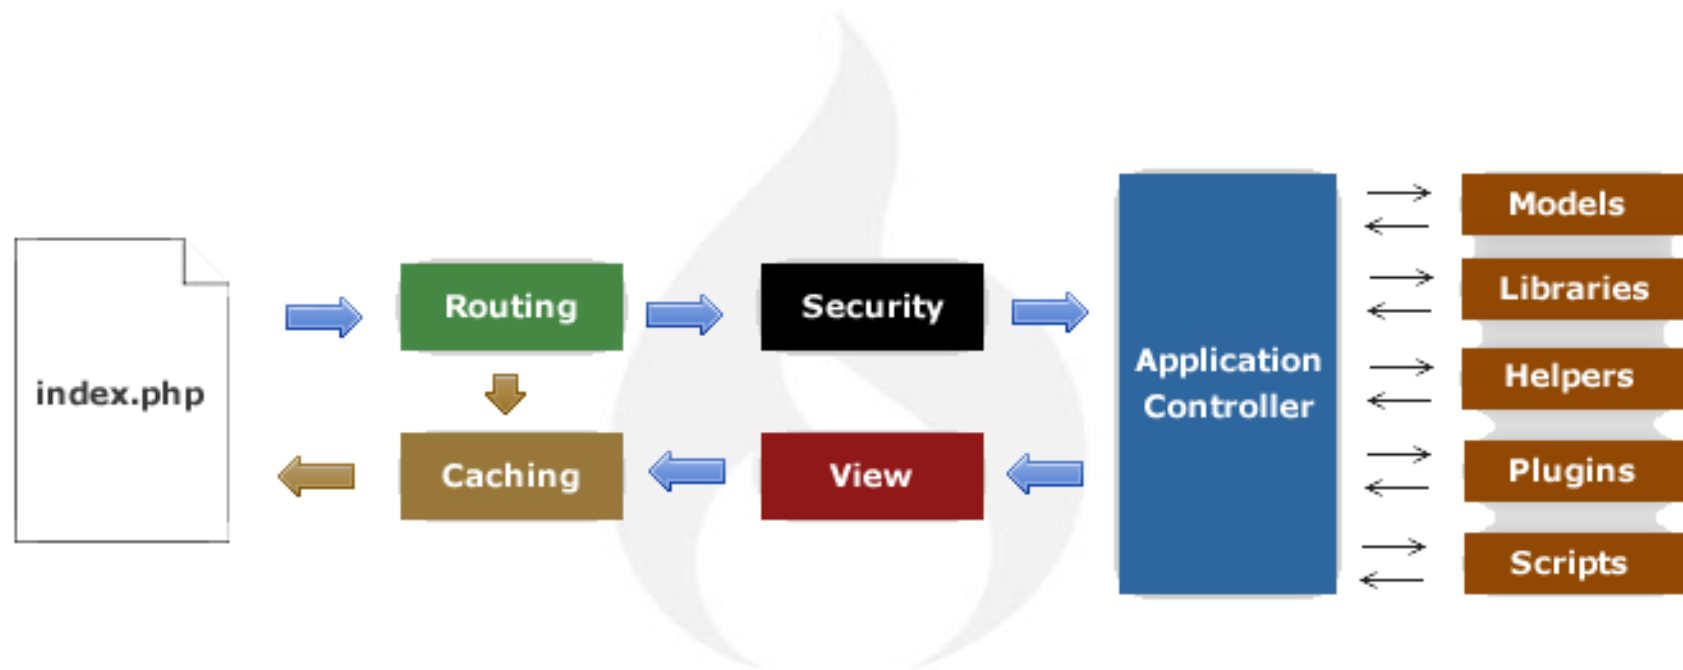 index.php
Routing
Security
Caching
View
Application
Controller
Models
Libraries
Helpers
Plugins
Scripts